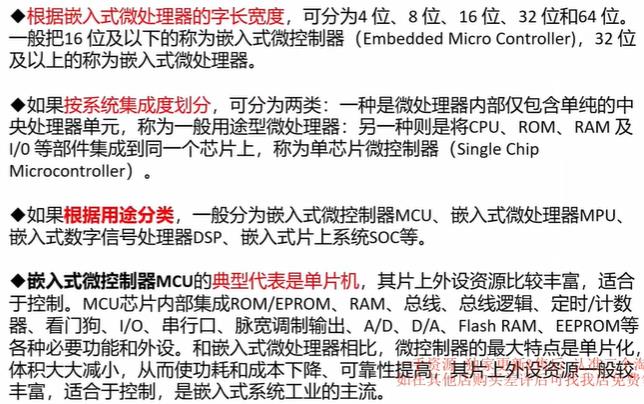 ◆根据嵌入式微处理器的字长宽度，可分为4 位、8 位、16 位、32 位和64 位。
一般把16 位及以下的称为嵌入式微控制器（Embedded Micro Controller)，32 位
及以上的称为嵌入式微处理器。
◆如果按系统集成度划分，可分为两类：一种是微处理器内部仅包含单纯的中
央处理器单元，称为一般用途型微处理器：另一种则是将CPU、ROM、RAM 及
I/0 等部件集成到同一个芯片上，称为单芯片微控制器（Single Chip
Microcontroller）。
◆如果根据用途分类，一般分为嵌入式微控制器MCU、嵌入式微处理器MPU、
嵌入式数字信号处理器DSP、嵌入式片上系统SOC等。
◆嵌入式微控制器MCU的典型代表是单片机，其片上外设资源比较丰富，适合
于控制。MCU芯片内部集成ROM/EPROM、RAM、总线、总线逻辑、定时/计数
器、看门狗、I/O、串行口、脉宽调制输出、A/D、D/A、Flash RAM、EEPROM等
各种必要功能和外设。和嵌入式微处理器相比，微控制器的最大特点是单片化，
体积大大减小，从而使功耗和成本下降、可靠性提高，其片上外设资源一般较
丰富，适合于控制，是嵌入式系统工业的主流。
如在其他店购买差评后可找我店免费